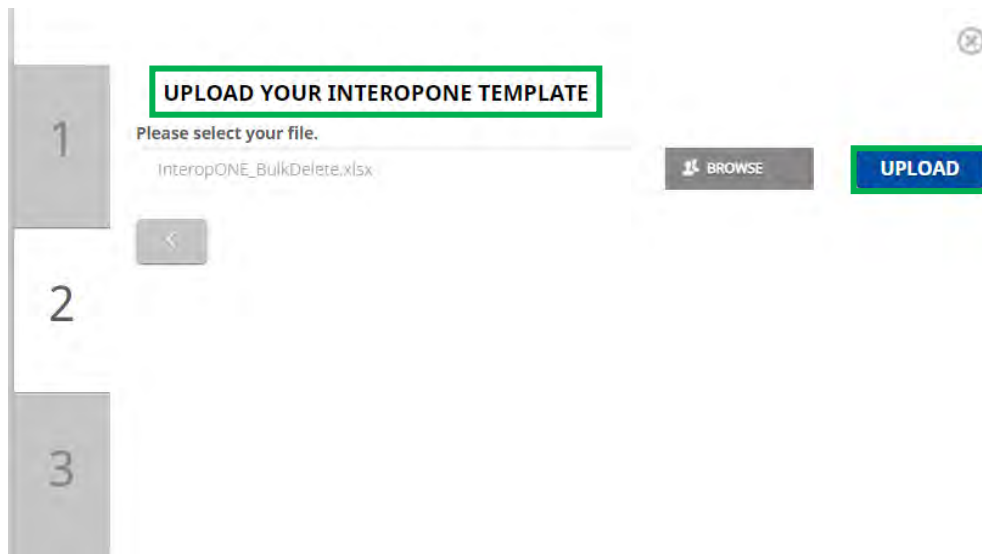 UPLOAD YOUR INTEROPONE TEMPLATE
1
Please select your file.
InteropONE_BulkDelete.xlsx
BROWSE
UPLOAD
2
3